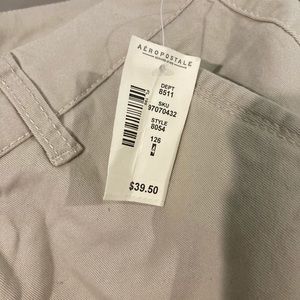 AÉROPOSTALE
DEPT
8511
SKU
97070432
STYLE
8054
126
$39.50